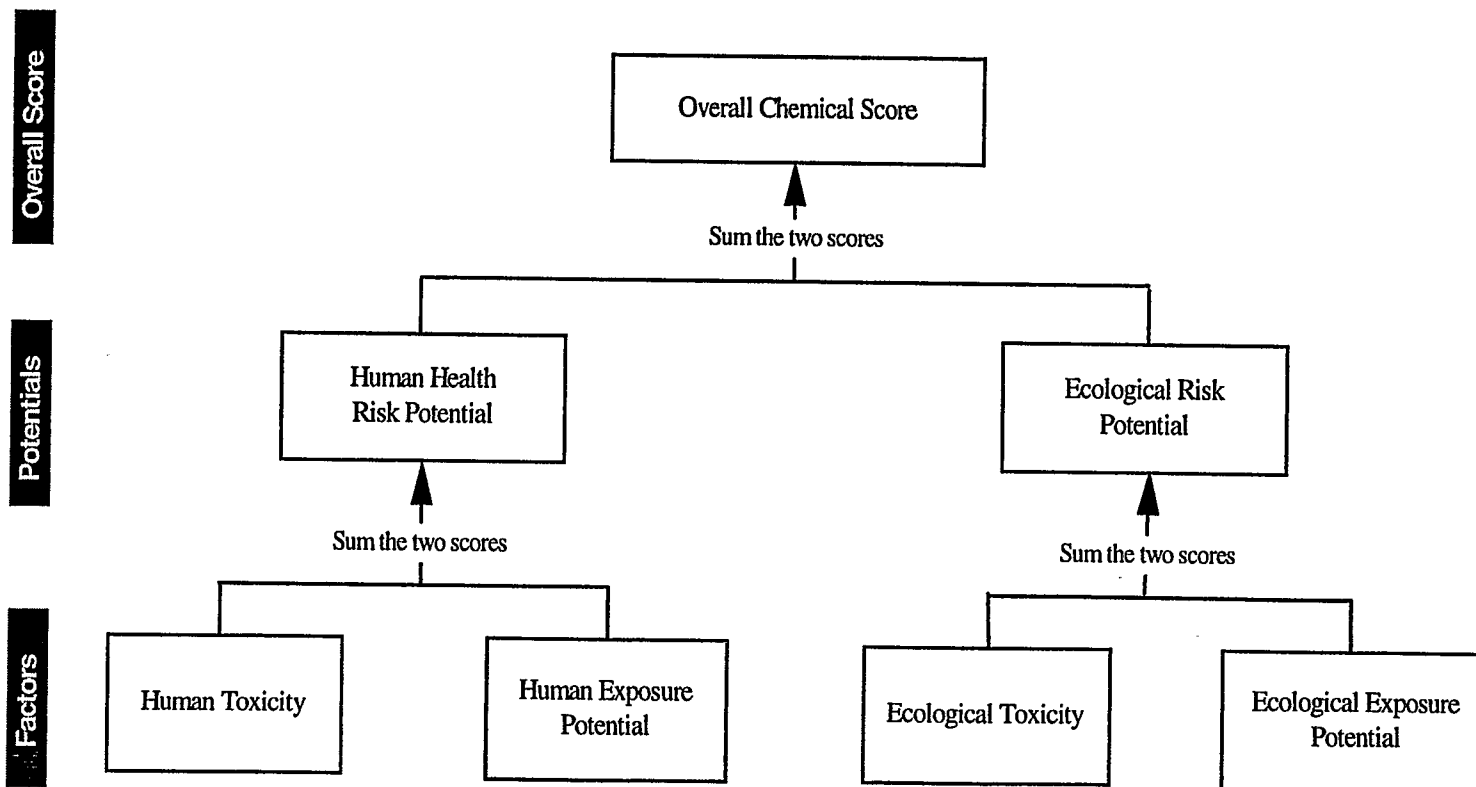 Overall Score
Overall Chemical Score
Sum the two scores
Potentials
Human Health
Risk Potential
Ecological Risk
Potential
Sum the two scores
Sum the two scores
Factors
Human Toxicity
Human Exposure
Potential
Ecological Toxicity
Ecological Exposure
Potential